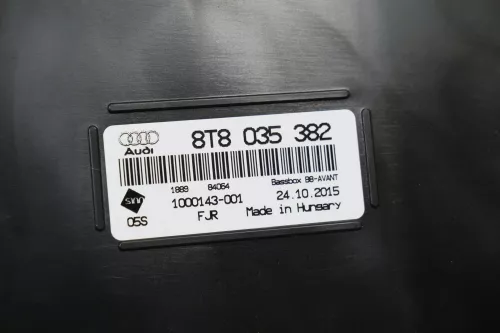 8T8 035 382
Audi
1889 84064 Bassbox B8-AVANT
1000143-001 24.10.2015
05S FJR Made in Hungary